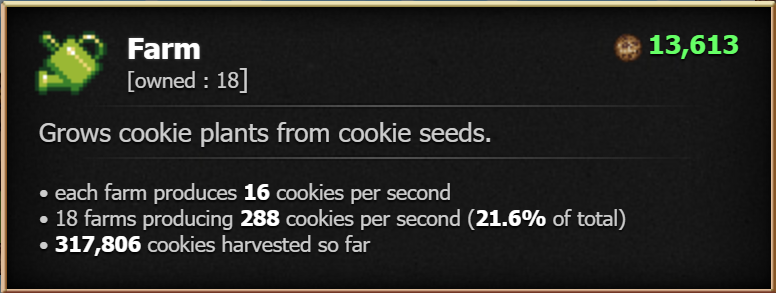 Farm
13,613
[owned : 18]
Grows cookie plants from cookie seeds.
• each farm produces 16 cookies per second
• 18 farms producing 288 cookies per second (21.6% of total)
• 317,806 cookies harvested so far